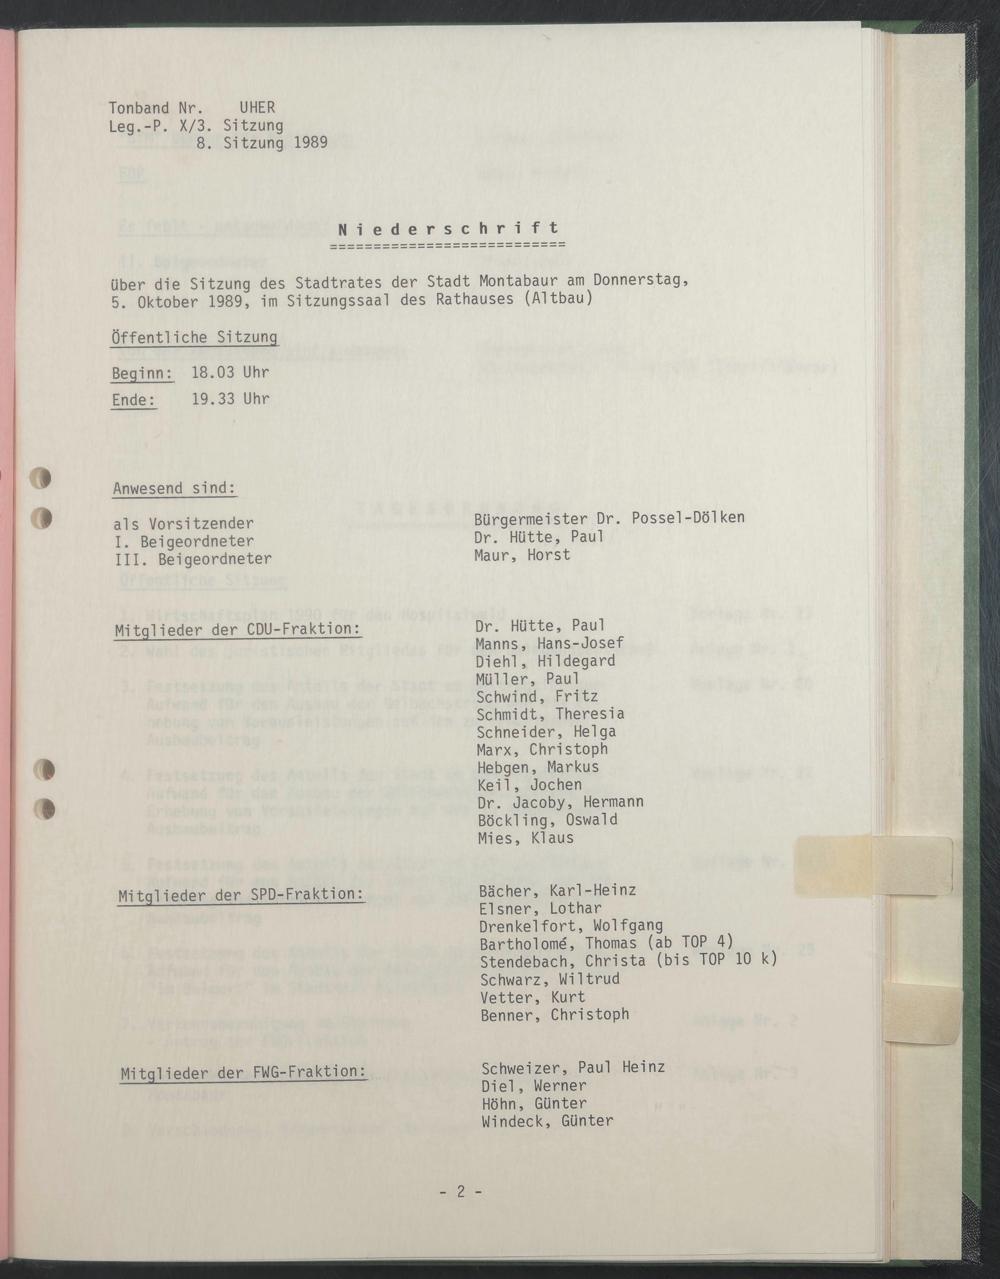 Tonband Nr. UHER
Leg.-P. X/3. Sitzung
8. Sitzung 1989
Niederschrift
===========================
über die Sitzung des Stadtrates der Stadt Montabaur am Donnerstag,
5. Oktober 1989, im Sitzungssaal des Rathauses (Altbau)
Öffentliche Sitzung
Beginn: 18.03 Uhr
Ende: 19.33 Uhr
Anwesend sind:
als Vorsitzender Bürgermeister Dr. Possel-Dölken
I. Beigeordneter Dr. Hütte, Paul
III. Beigeordneter Maur, Horst
Mitglieder der CDU-Fraktion: Dr. Hütte, Paul
Manns, Hans-Josef
Diehl, Hildegard
Müller, Paul
Schwind, Fritz
Schmidt, Theresia
Schneider, Helga
Marx, Christoph
Hebgen, Markus
Keil, Jochen
Dr. Jacoby, Hermann
Böckling, Oswald
Mies, Klaus
Mitglieder der SPD-Fraktion: Bächer, Karl-Heinz
Elsner, Lothar
Drenkelfort, Wolfgang
Bartholomé, Thomas (ab TOP 4)
Stendebach, Christa (bis TOP 10 k)
Schwarz, Wiltrud
Vetter, Kurt
Benner, Christoph
Mitglieder der FWG-Fraktion: Schweizer, Paul Heinz
Diel, Werner
Höhn, Günter
Windeck, Günter
- 2 -